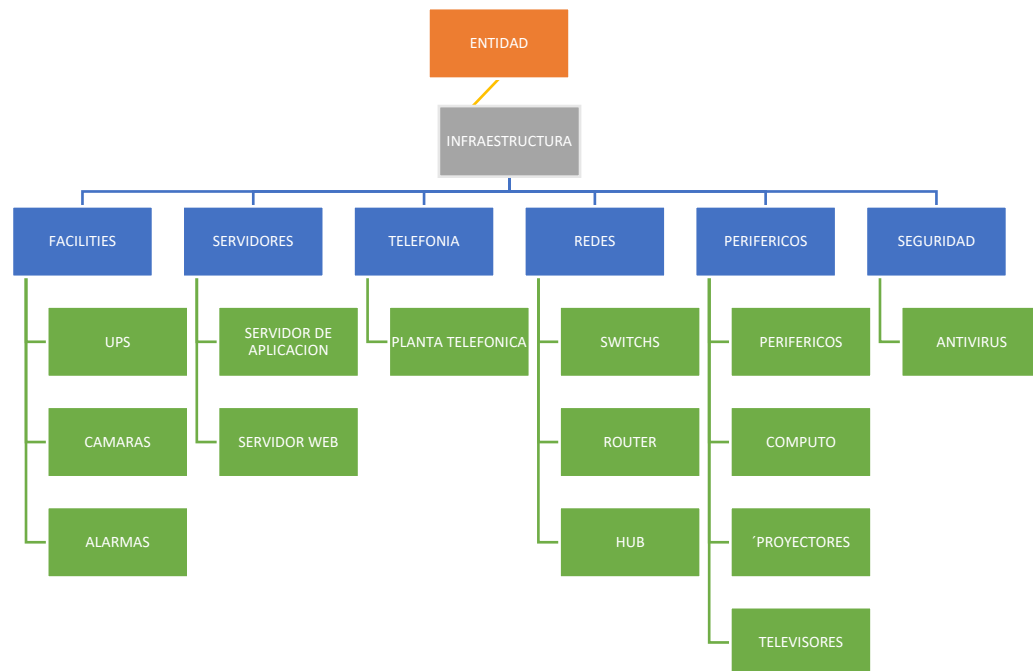 ENTIDAD
INFRAESTRUCTURA
FACILITIES
SERVIDORES
TELEFONIA
REDES
PERIFERICOS
SEGURIDAD
UPS
SERVIDOR DE
APLICACION
PLANTA TELEFONICA
SWITCHS
PERIFERICOS
ANTIVIRUS
CAMARAS
SERVIDOR WEB
ROUTER
COMPUTO
ALARMAS
HUB
´PROYECTORES
TELEVISORES